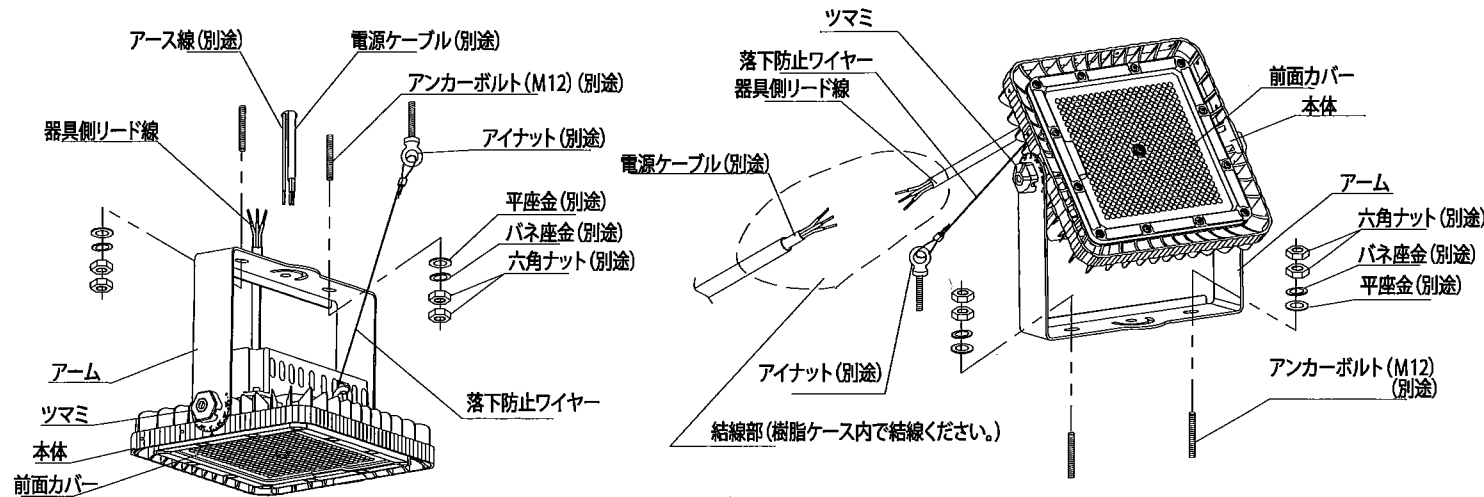 アース線(別途)
電源ケーブル(別途)
アンカーボルト(M12)(別途)
器具側リード線
アイナット(別途)
平座金(別途)
バネ座金(別途)
六角ナット(別途)
アーム
ツマミ
落下防止ワイヤー
本体
前面カバー
ツマミ
落下防止ワイヤー
器具側リード線
前面カバー
本体
電源ケーブル(別途)
アーム
六角ナット(別途)
バネ座金(別途)
平座金(別途)
アイナット(別途)
アンカーボルト(M12)
(別途)
結線部(樹脂ケース内で結線ください。)